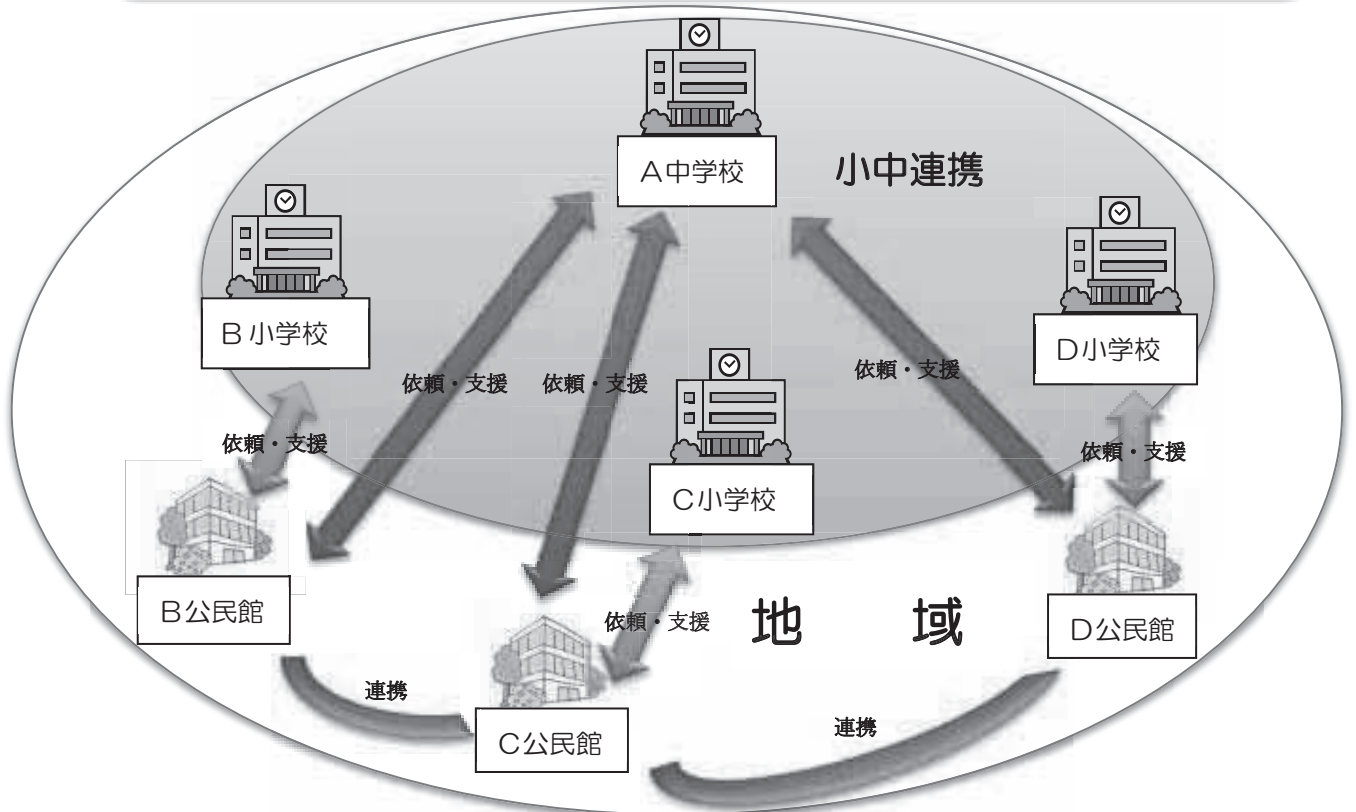 A中学校
小中連携
B小学校
D小学校
依頼・支援
依頼・支援
依頼・支援
依頼・支援
依頼・支援
C小学校
B公民館
依頼・支援
地域
D公民館
連携
連携
C公民館